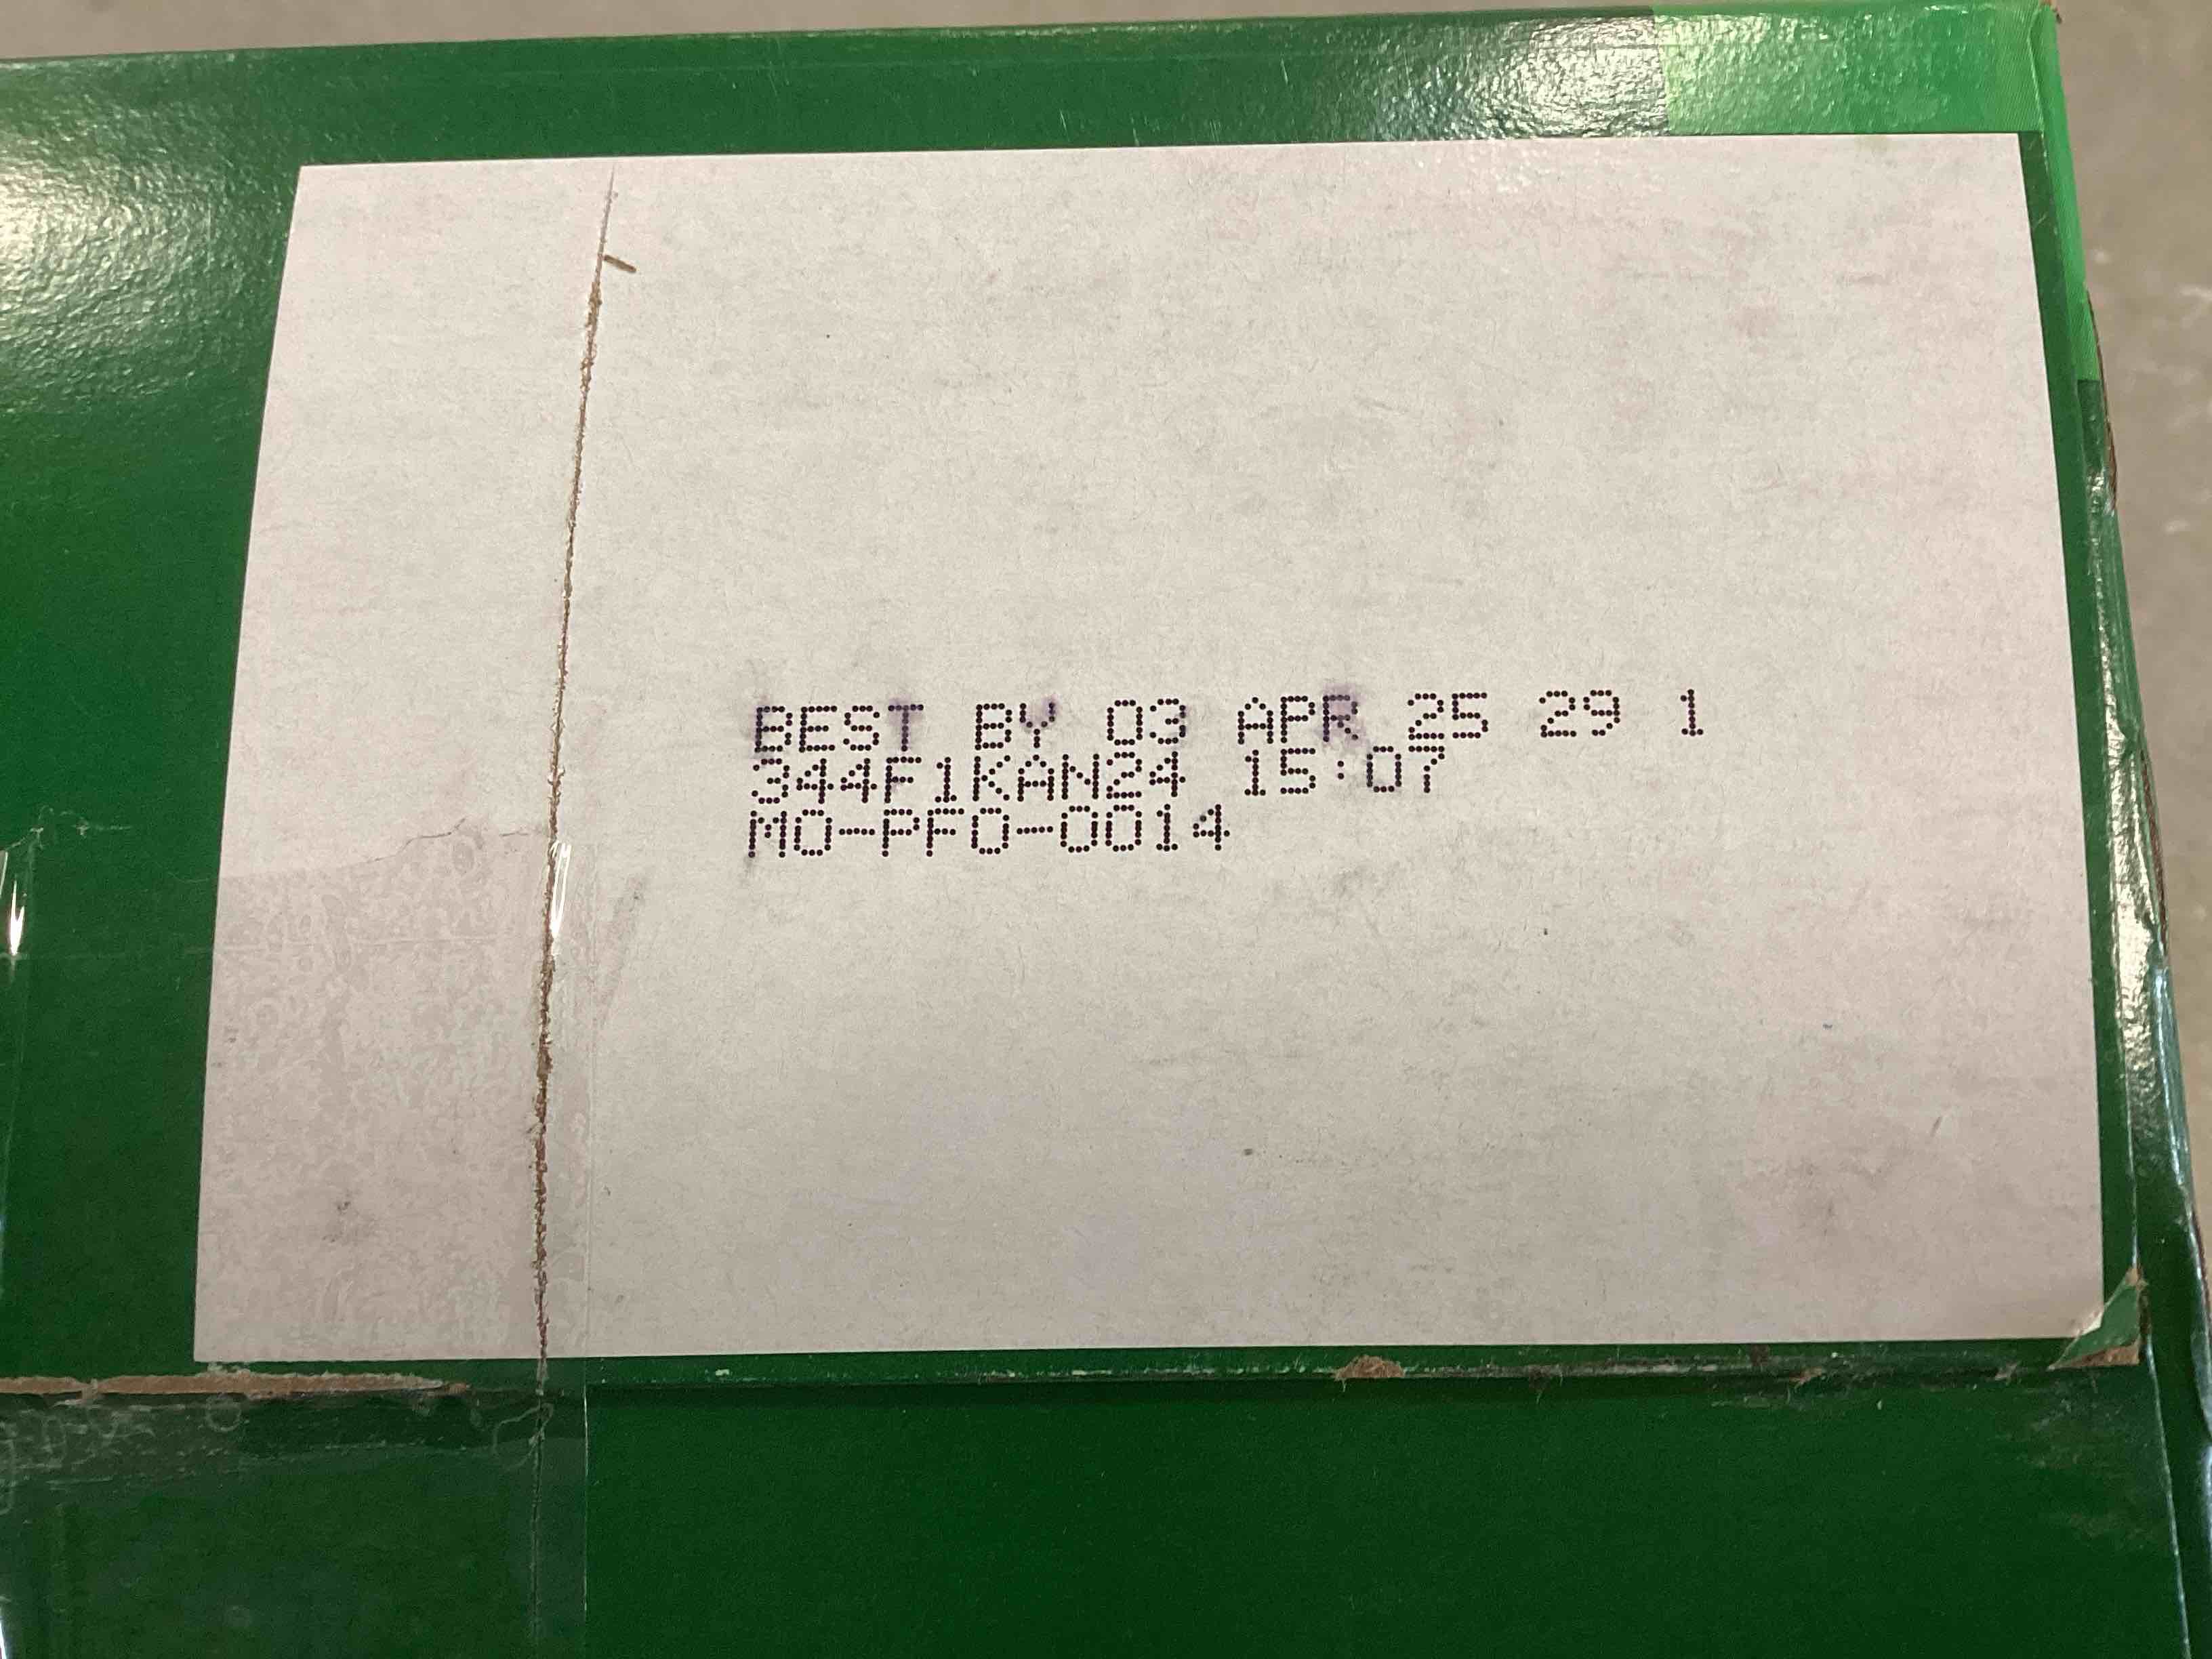 BEST BY 03 APR 25 29 1
344F1KAN24 15:07
MO-PFO-0014